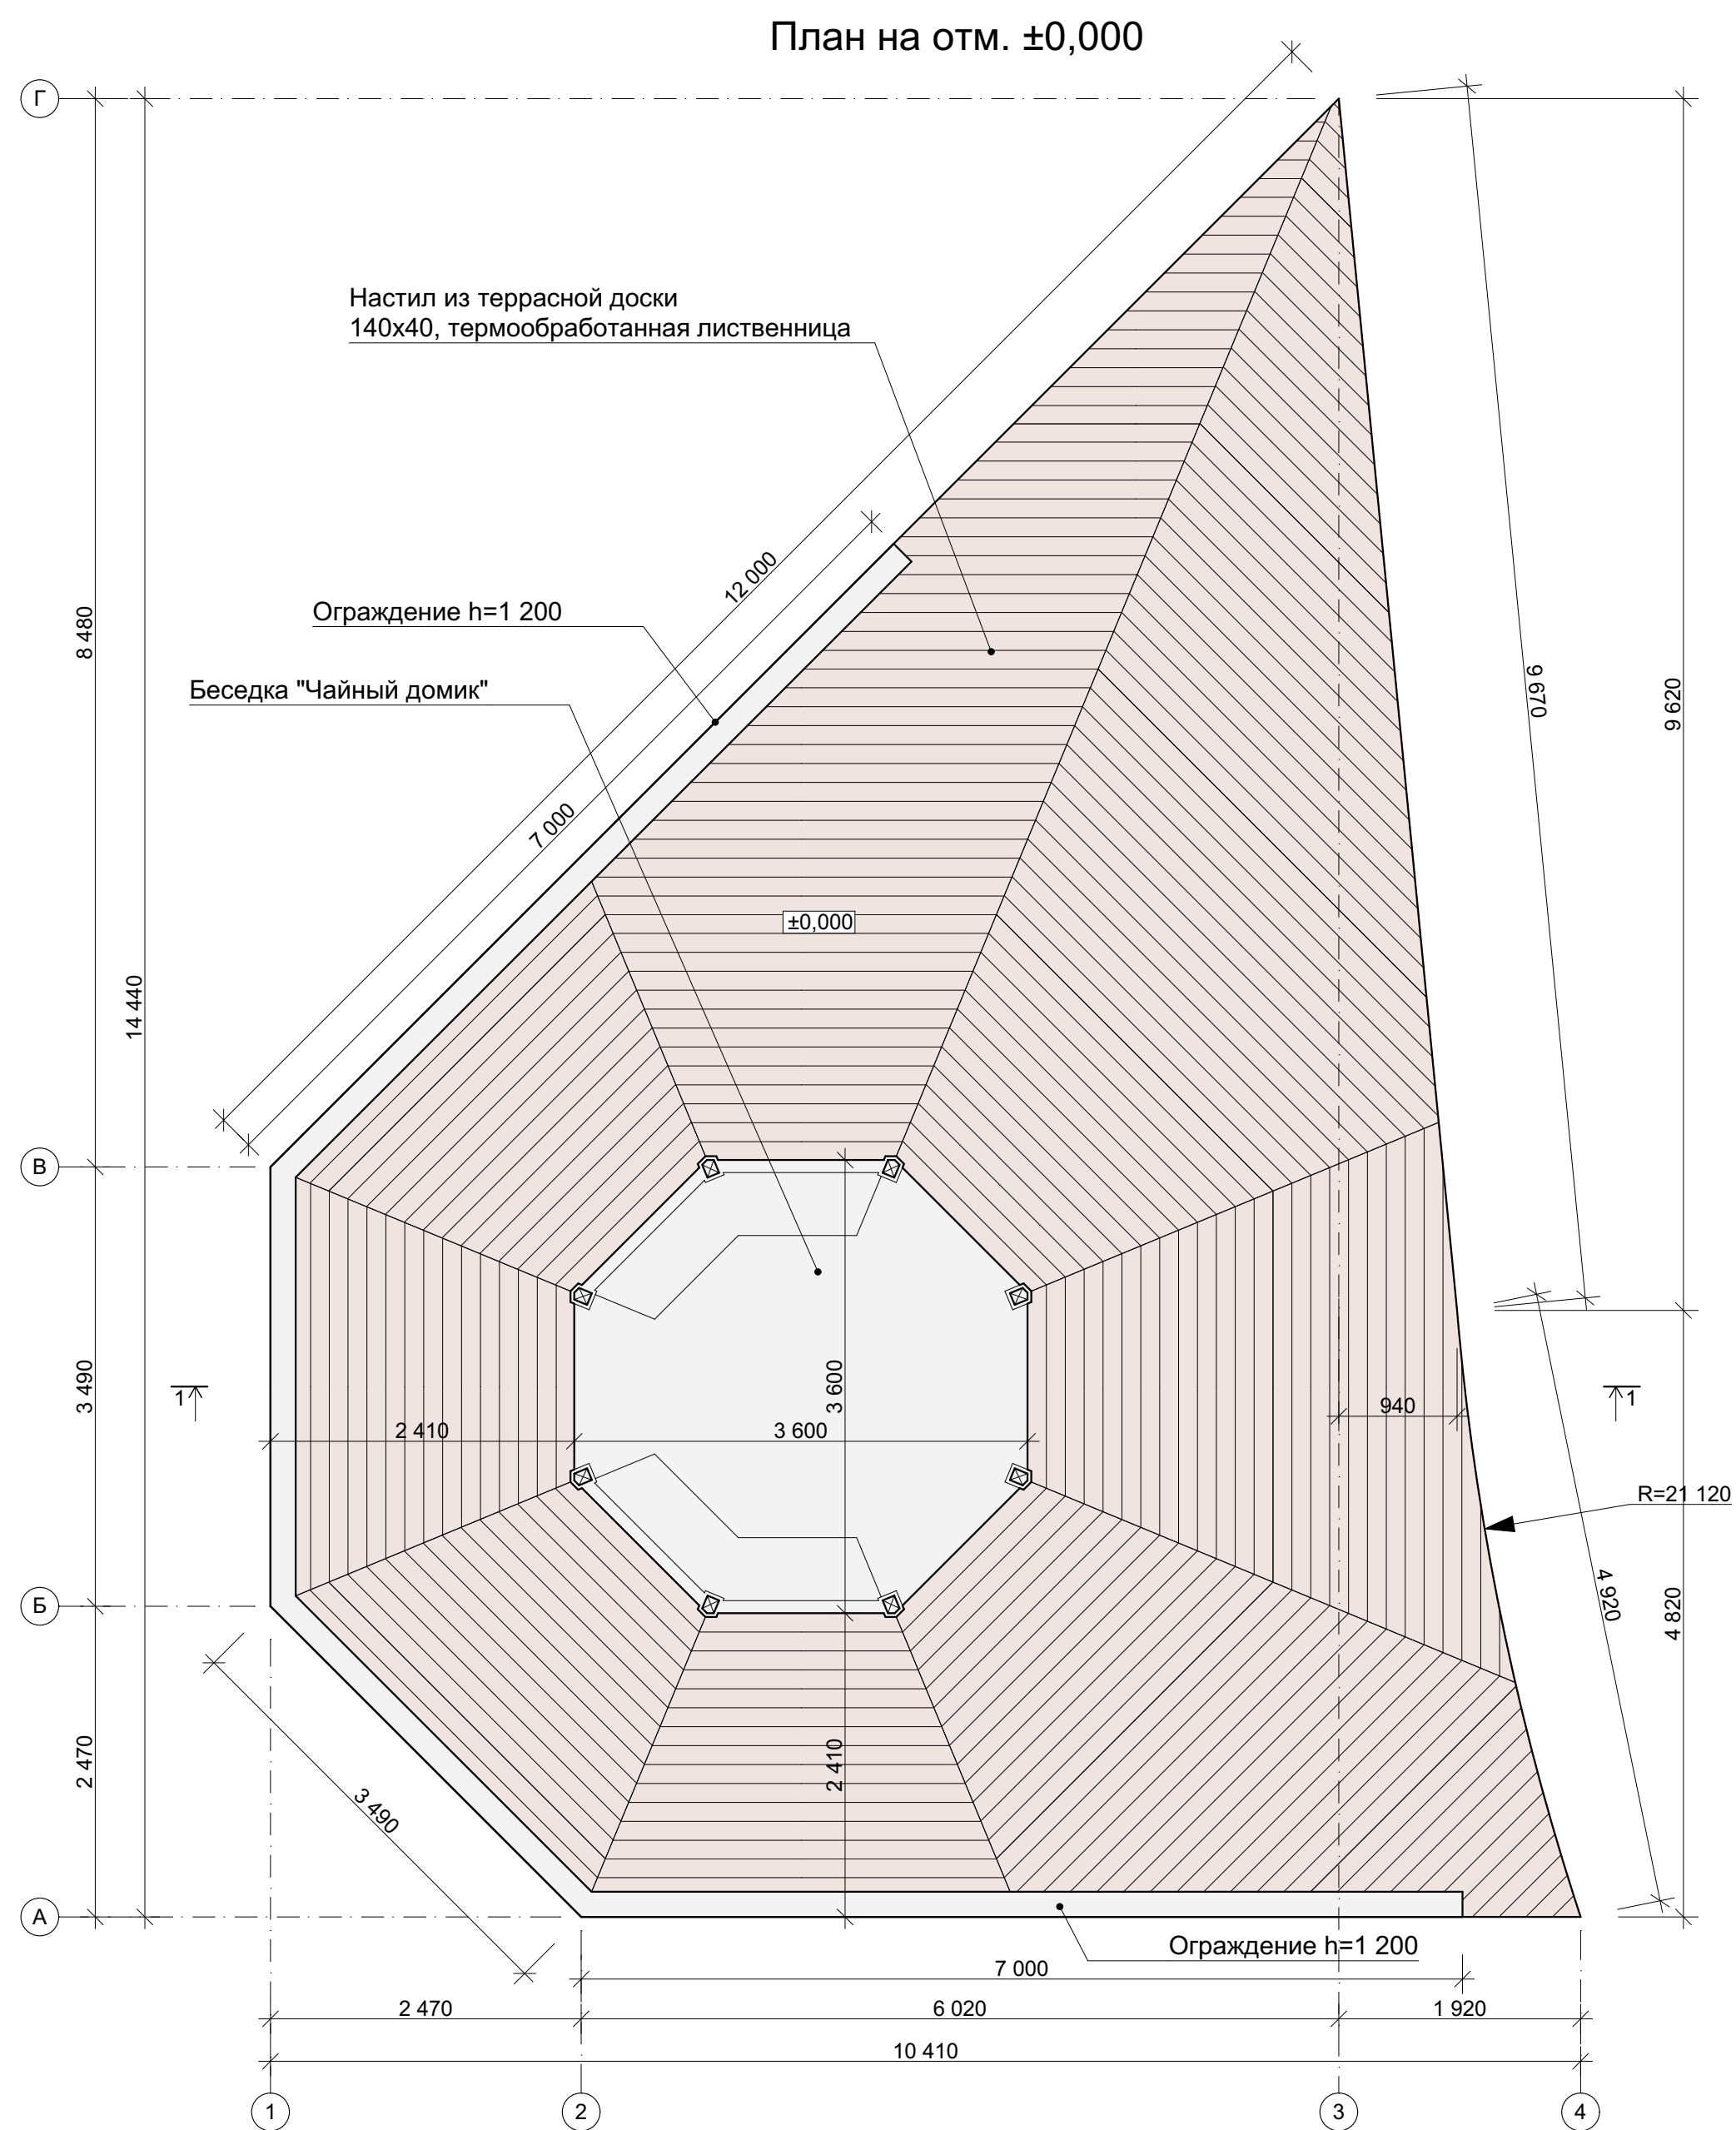 План на отм. ±0,000
Г
Настил из террасной доски
140х40, термообработанная лиственница
12 000
Ограждение h=1 200
8 480
9 670
9 620
Беседка "Чайный домик"
7 000
±0,000
14 440
В
3 490
3 600
1
1
940
2 410
3 600
R=21 120
4 920
4 820
Б
2 470
2 410
3 490
А
Ограждение h=1 200
7 000
2 470
6 020
1 920
10 410
1
2
3
4